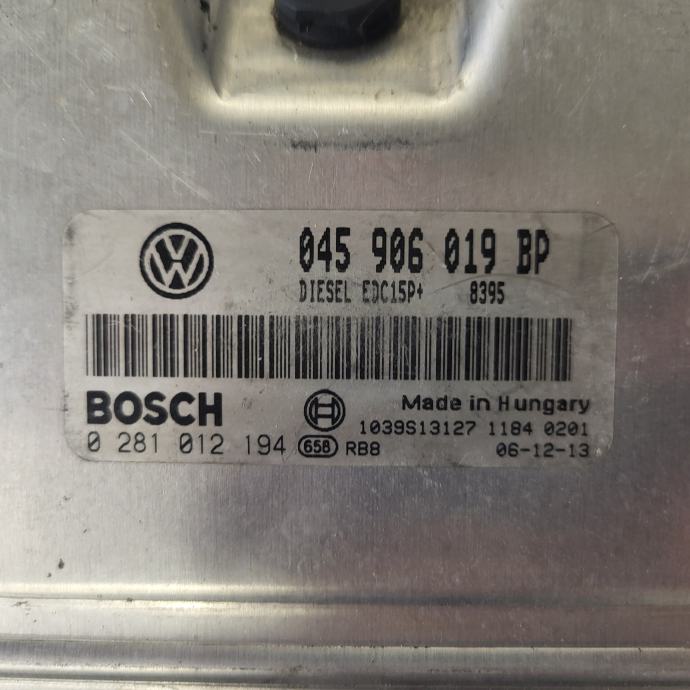 045 906 019 BP
DIESEL EDC15P+ 8395
BOSCH
Made in Hungary
1039S13127 1184 0201
0 281 012 194 658 RB8 06-12-13